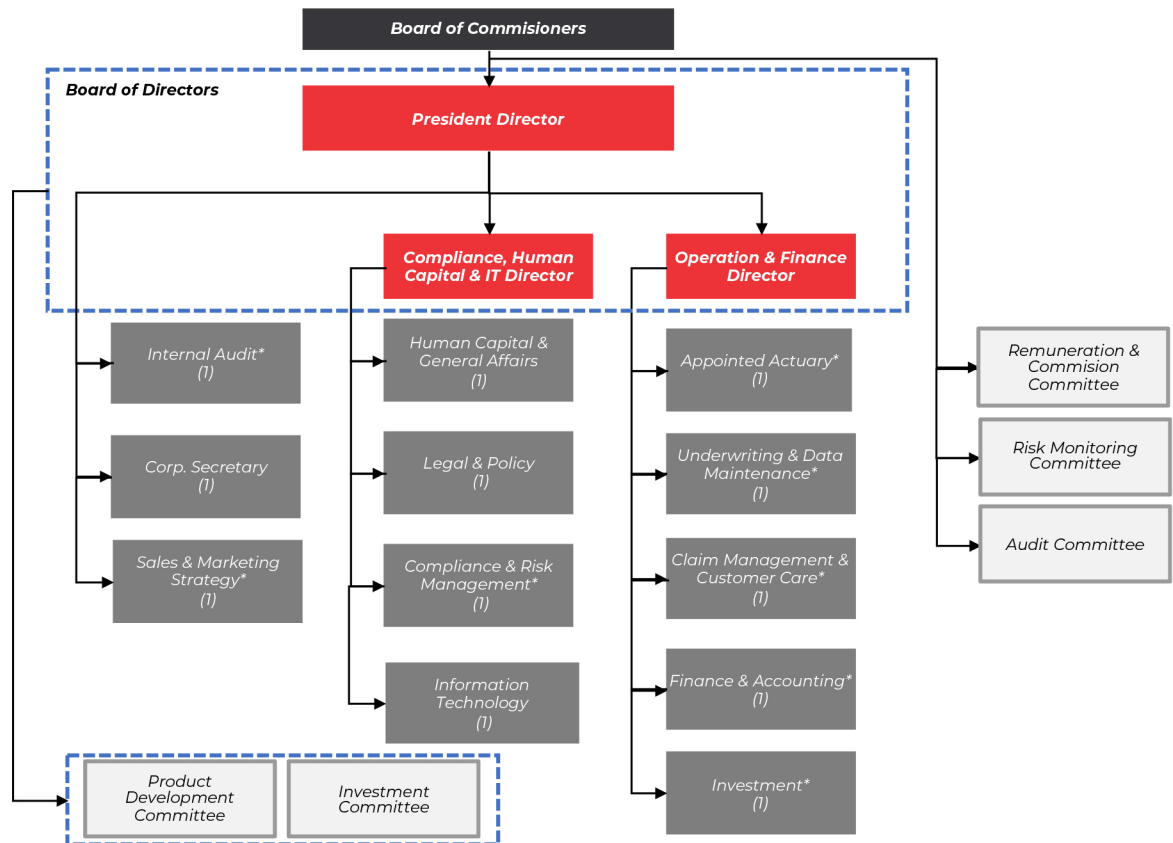 Board of Commisioners
Board of Directors
President Director
Compliance, Human
Capital & IT Director
Operation & Finance
Director
Internal Audit*
(1)
Corp. Secretary
(1)
Sales & Marketing
Strategy*
(1)
Human Capital &
General Affairs
(1)
Legal & Policy
(1)
Compliance & Risk
Management*
(1)
Information
Technology
(1)
Appointed Actuary*
(1)
Underwriting & Data
Maintenance*
(1)
Claim Management &
Customer Care*
(1)
Finance & Accounting*
(1)
Investment*
(1)
Remuneration &
Commision
Committee
Risk Monitoring
Committee
Audit Committee
Product
Development
Committee
Investment
Committee